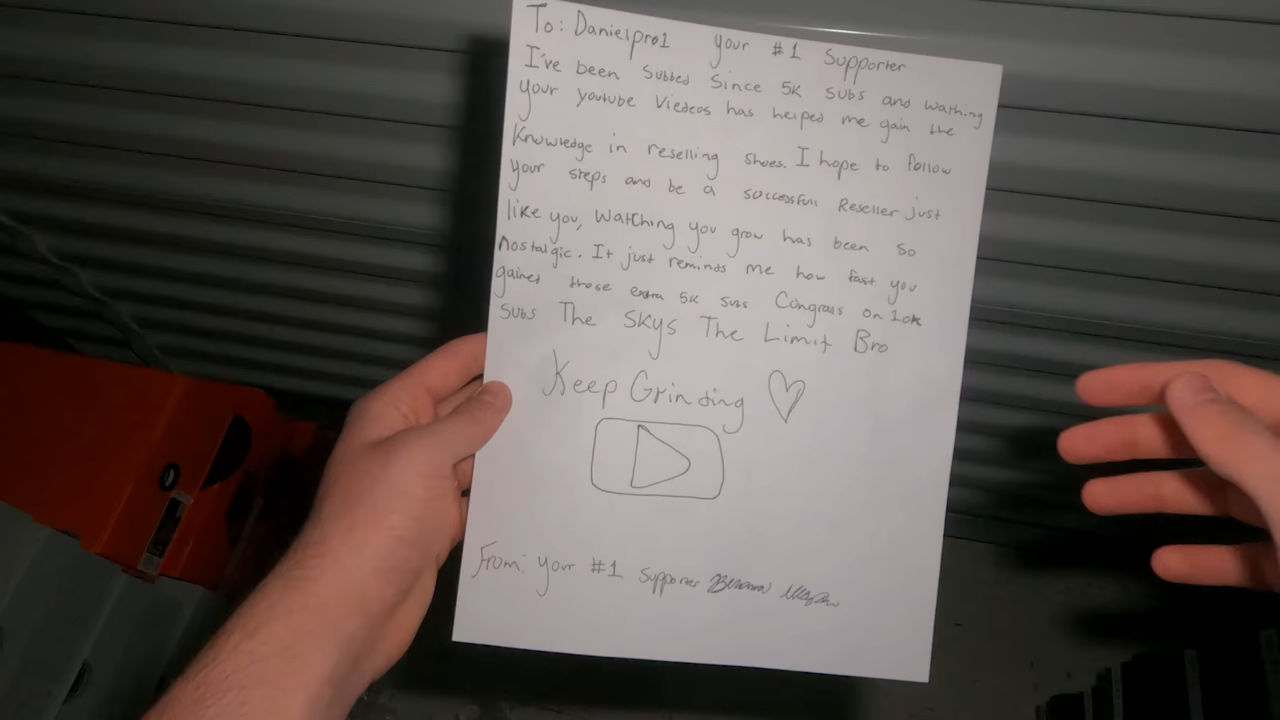 To: Danielpro1 your #1 Supporter
I've been Subbed Since 5K Subs and wathing
your youtube Viedeos has helped me gain the
Knowledge in reselling shoes. I hope to follow
your steps and be a successfull Reseller just
like you, Watching you grow has been so
nostalgic. It just reminds me how fast you
gained those extra 5K subs Congrats on 10k
subs The Skys The Limit Bro
Keep Grinding
From: your #1 Supporter